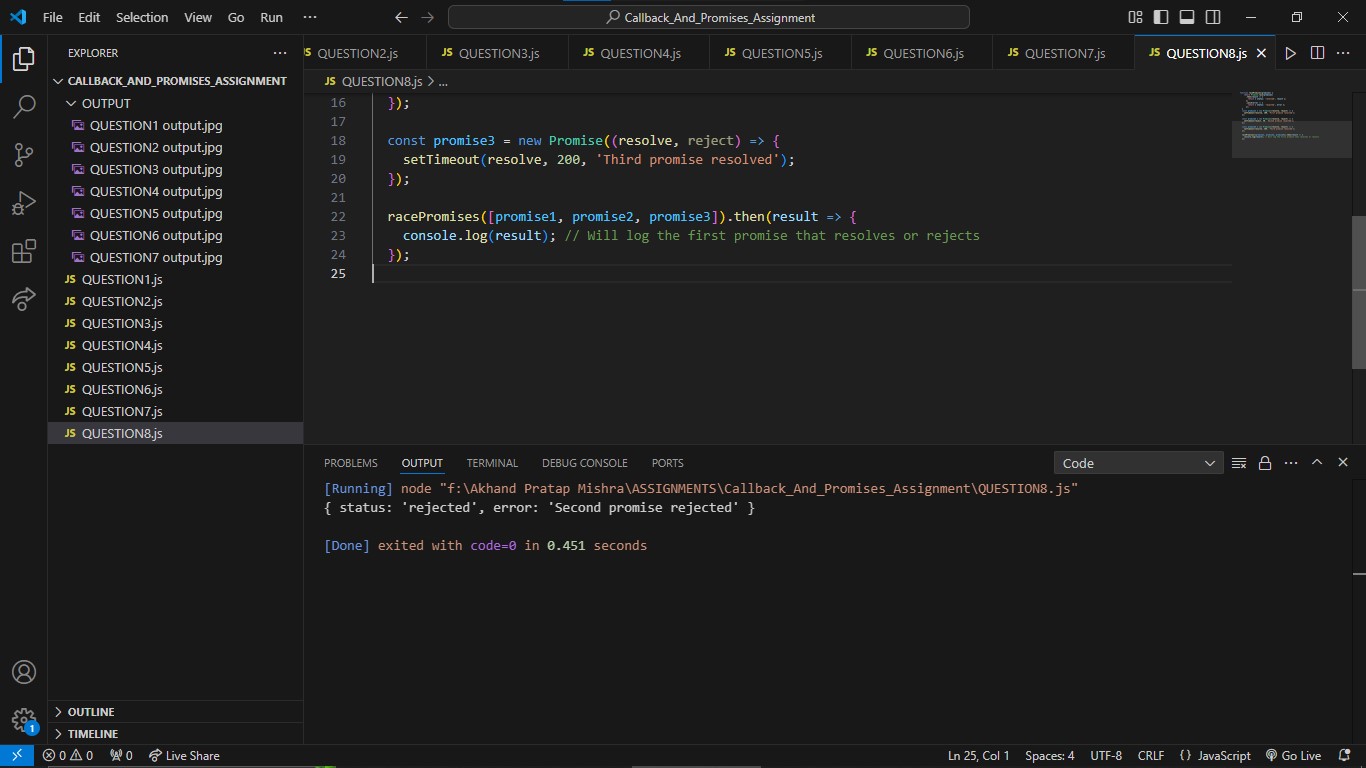 File Edit Selection View Go Run ···
Callback_And_Promises_Assignment
EXPLORER ···
CALLBACK_AND_PROMISES_ASSIGNMENT
OUTPUT
QUESTION1 output.jpg
QUESTION2 output.jpg
QUESTION3 output.jpg
QUESTION4 output.jpg
QUESTION5 output.jpg
QUESTION6 output.jpg
QUESTION7 output.jpg
JS QUESTION1.js
JS QUESTION2.js
JS QUESTION3.js
JS QUESTION4.js
JS QUESTION5.js
JS QUESTION6.js
JS QUESTION7.js
JS QUESTION8.js
OUTLINE
TIMELINE
JS QUESTION2.js JS QUESTION3.js JS QUESTION4.js JS QUESTION5.js JS QUESTION6.js JS QUESTION7.js JS QUESTION8.js ···
JS QUESTION8.js > ...
16 });
17
18 const promise3 = new Promise((resolve, reject) => {
19 setTimeout(resolve, 200, 'Third promise resolved');
20 });
21
22 racePromises([promise1, promise2, promise3]).then(result => {
23 console.log(result); // Will log the first promise that resolves or rejects
24 });
25
PROBLEMS OUTPUT TERMINAL DEBUG CONSOLE PORTS Code ···
[Running] node "f:\Akhand Pratap Mishra\ASSIGNMENTS\Callback_And_Promises_Assignment\QUESTION8.js"
{ status: 'rejected', error: 'Second promise rejected' }
[Done] exited with code=0 in 0.451 seconds
1
0 0 0 Live Share Ln 25, Col 1 Spaces: 4 UTF-8 CRLF {} JavaScript Go Live